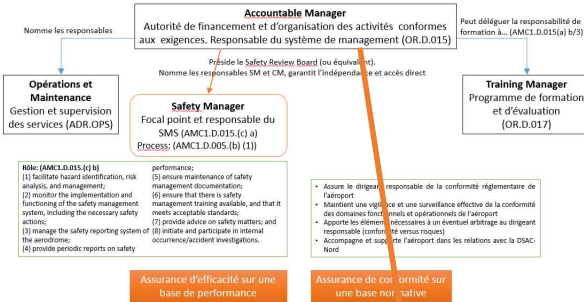 Accountable Manager
Autorité de financement et d'organisation des activités conformes
aux exigences. Responsable du système de management (OR.D.015)
Nomme les responsables
Peut déléguer la responsabilité de
formation à... (AMC1.D.015(a) b/3)
Préside le Safety Review Board (ou équivalent).
Nomme les responsables SM et CM, garantit l'indépendance et accès direct
Opérations et
Maintenance
Gestion et supervision
des services (ADR.OPS)
Safety Manager
Focal point et responsable du
SMS (AMC1.D.015.(c) a)
Process: (AMC1.D.005.(b) (1))
Training Manager
Programme de formation
et d'évaluation
(OR.D.017)
Rôle: (AMC1.D.015.(c) b)
(1) facilitate hazard identification, risk
analysis, and management;
(2) monitor the implementation and
functioning of the safety management
system, including the necessary safety
actions;
(3) manage the safety reporting system of
the aerodrome;
(4) provide periodic reports on safety
performance;
(5) ensure maintenance of safety
management documentation;
(6) ensure that there is safety
management training available, and that it
meets acceptable standards;
(7) provide advice on safety matters; and
(8) initiate and participate in internal
occurrence/accident investigations.
• Assure le dirigeant responsable de la conformité réglementaire de
l'aéroport
• Maintient une vigilance et une surveillance effective de la conformité
des domaines fonctionnels et opérationnels de l'aéroport
• Apporte les éléments nécessaires à un éventuel arbitrage au dirigeant
responsable (conformité versus risques)
• Accompagne et supporte l'aéroport dans les relations avec la DSAC-
Nord
Assurance d'efficacité sur une
base de performance
Assurance de conformité sur
une base normative